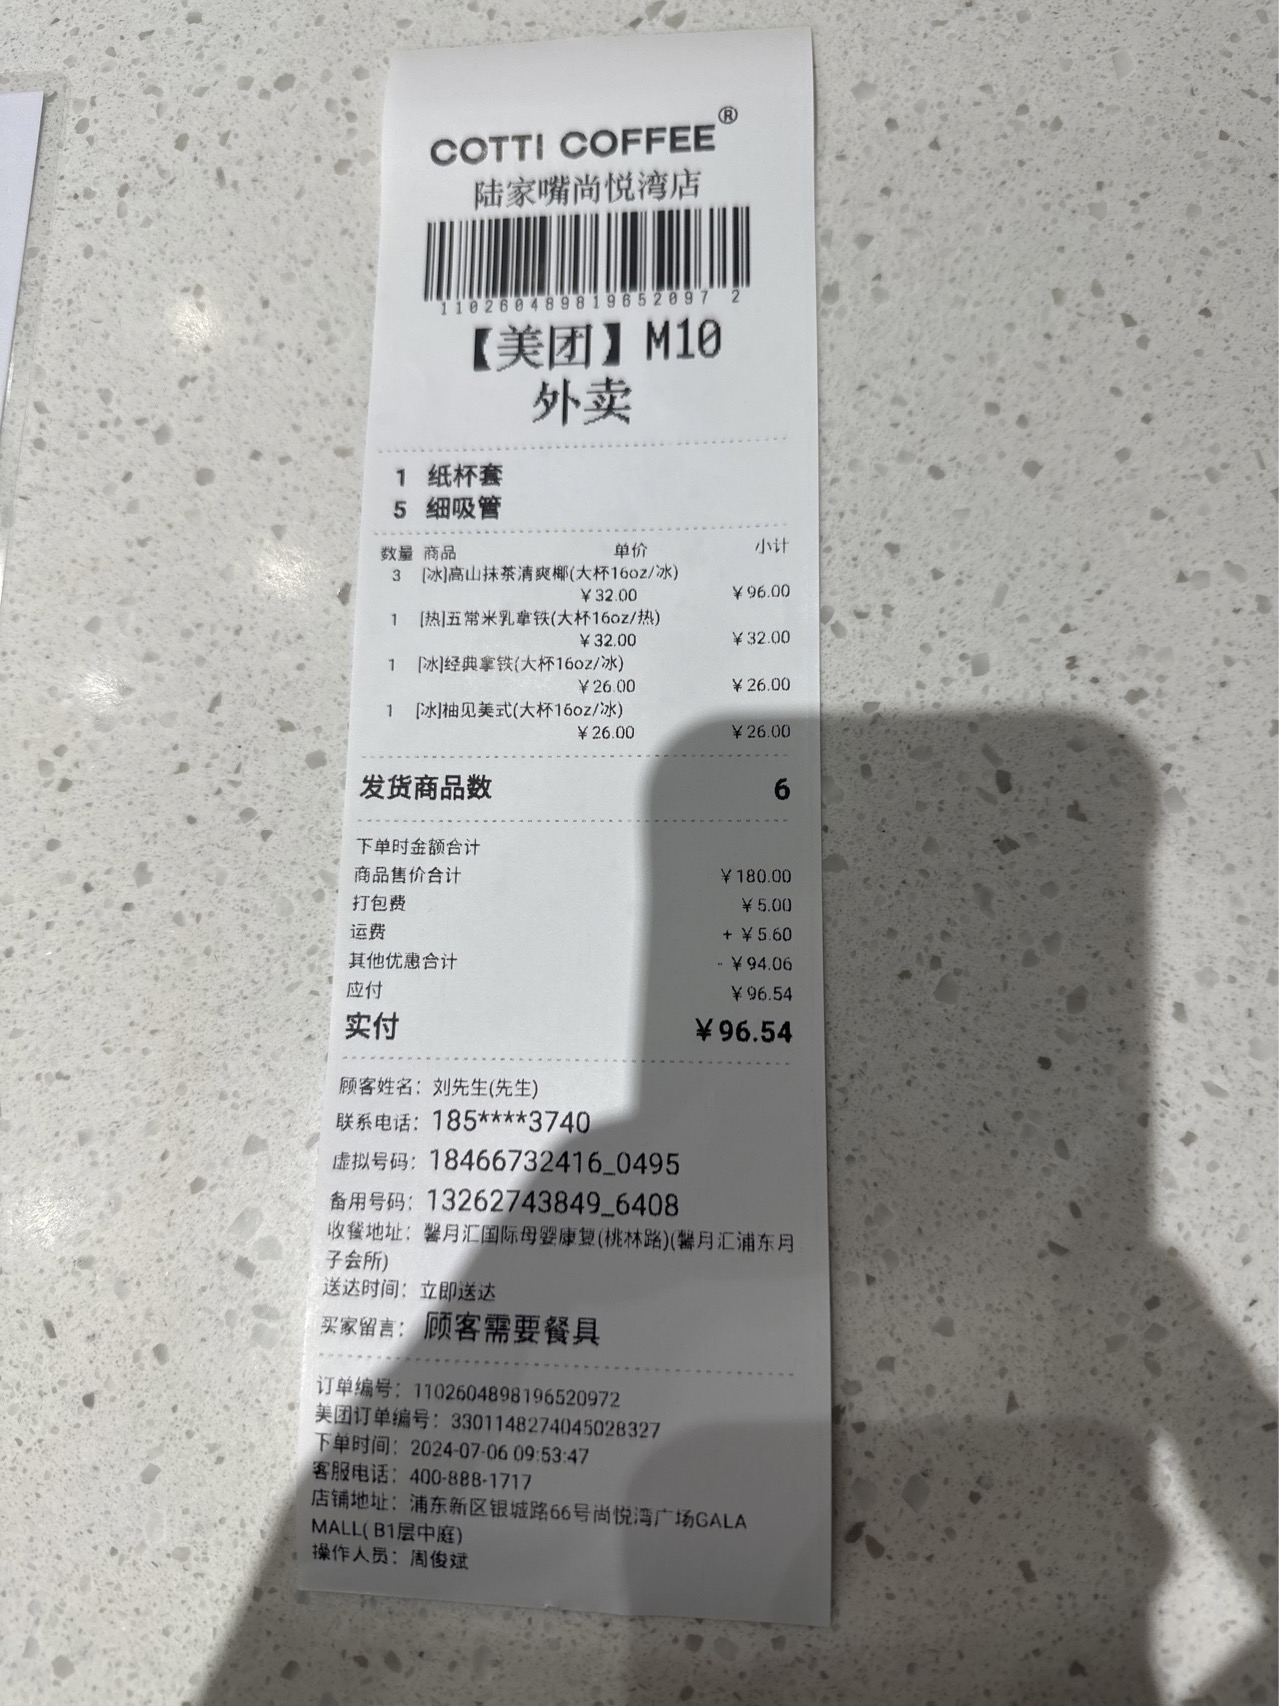 COTTI COFFEE®
陆家嘴尚悦湾店
110260489819652097 2
【美团】M10
外卖
1 纸杯套
5 细吸管
数量 商品 单价 小计
3 [冰]高山抹茶清爽椰(大杯16oz/冰)
¥32.00 ¥96.00
1 [热]五常米乳拿铁(大杯16oz/热)
¥32.00 ¥32.00
1 [冰]经典拿铁(大杯16oz/冰)
¥26.00 ¥26.00
1 [冰]柚见美式(大杯16oz/冰)
¥26.00 ¥26.00
发货商品数 6
下单时金额合计
商品售价合计 ¥180.00
打包费 ¥5.00
运费 + ¥5.60
其他优惠合计 - ¥94.06
应付 ¥96.54
实付 ¥96.54
顾客姓名：刘先生(先生)
联系电话：185****3740
虚拟号码：18466732416_0495
备用号码：13262743849_6408
收餐地址：馨月汇国际母婴康复(桃林路)(馨月汇浦东月
子会所)
送达时间：立即送达
买家留言：顾客需要餐具
订单编号：1102604898196520972
美团订单编号：3301148274045028327
下单时间：2024-07-06 09:53:47
客服电话：400-888-1717
店铺地址：浦东新区银城路66号尚悦湾广场GALA
MALL( B1层中庭)
操作人员：周俊斌